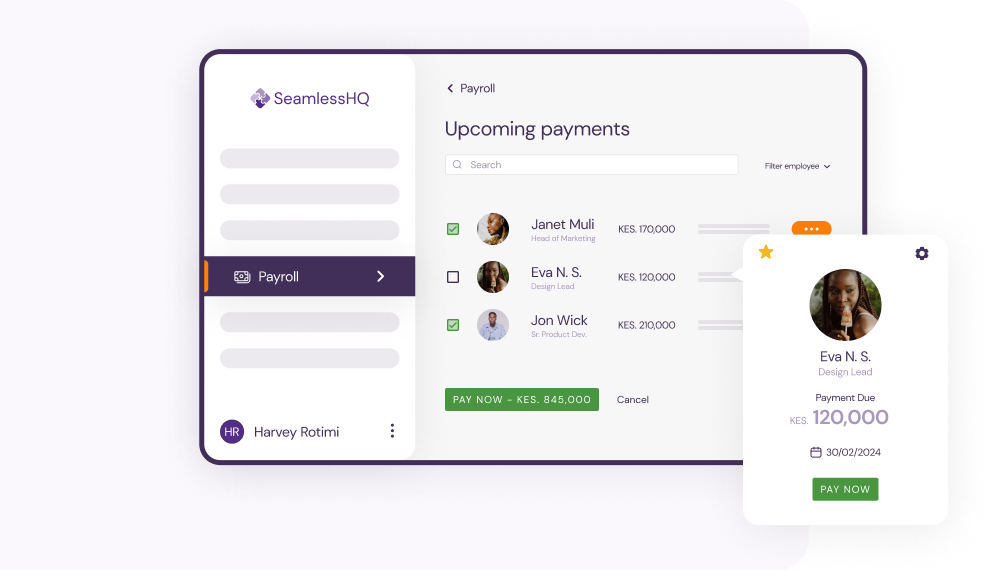 SeamlessHQ
Payroll
HR
Harvey Rotimi
Payroll
Upcoming payments
Search
Filter employee
Janet Muli
Head of Marketing
KES. 170,000
Eva N. S.
Design Lead
KES. 120,000
Jon Wick
Sr. Product Dev.
KES. 210,000
PAY NOW - KES. 845,000
Cancel
Eva N. S.
Design Lead
Payment Due
KES. 120,000
30/02/2024
PAY NOW